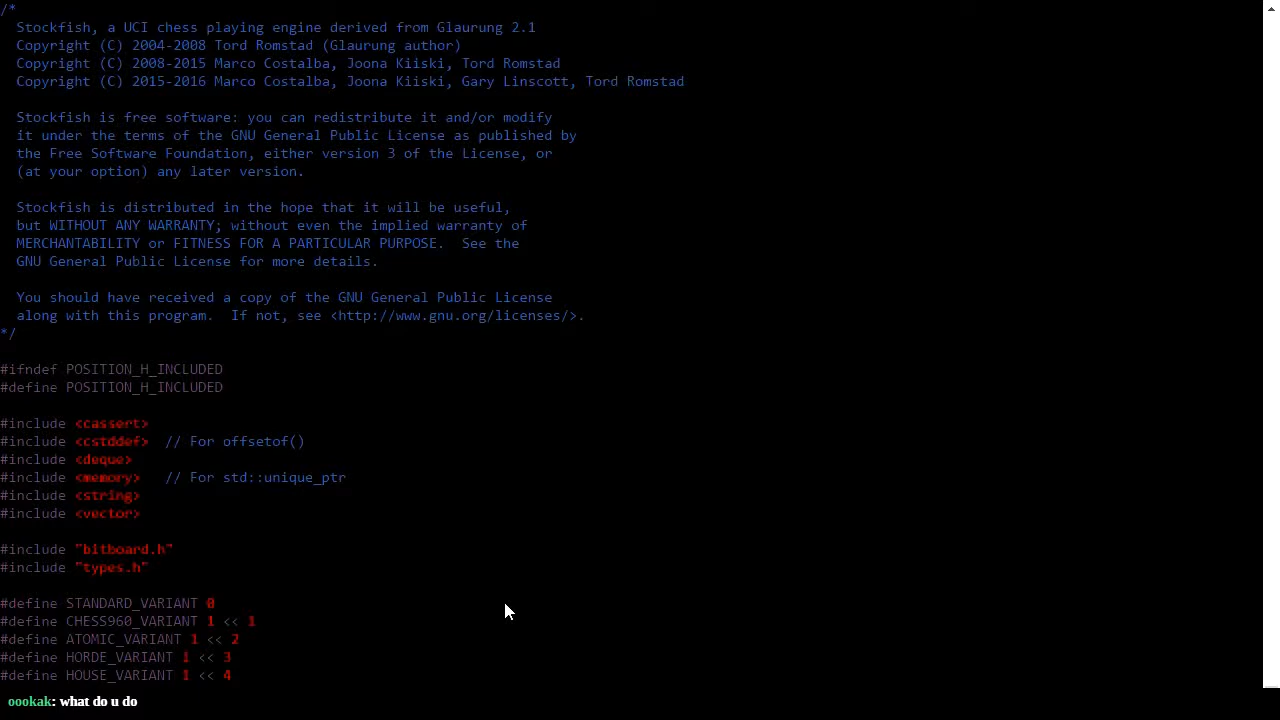 /*
  Stockfish, a UCI chess playing engine derived from Glaurung 2.1
  Copyright (C) 2004-2008 Tord Romstad (Glaurung author)
  Copyright (C) 2008-2015 Marco Costalba, Joona Kiiski, Tord Romstad
  Copyright (C) 2015-2016 Marco Costalba, Joona Kiiski, Gary Linscott, Tord Romstad

  Stockfish is free software: you can redistribute it and/or modify
  it under the terms of the GNU General Public License as published by
  the Free Software Foundation, either version 3 of the License, or
  (at your option) any later version.

  Stockfish is distributed in the hope that it will be useful,
  but WITHOUT ANY WARRANTY; without even the implied warranty of
  MERCHANTABILITY or FITNESS FOR A PARTICULAR PURPOSE.  See the
  GNU General Public License for more details.

  You should have received a copy of the GNU General Public License
  along with this program.  If not, see <http://www.gnu.org/licenses/>.
*/

#ifndef POSITION_H_INCLUDED
#define POSITION_H_INCLUDED

#include <cassert>
#include <cstddef>  // For offsetof()
#include <deque>
#include <memory>   // For std::unique_ptr
#include <string>
#include <vector>

#include "bitboard.h"
#include "types.h"

#define STANDARD_VARIANT 0
#define CHESS960_VARIANT 1 << 1
#define ATOMIC_VARIANT 1 << 2
#define HORDE_VARIANT 1 << 3
#define HOUSE_VARIANT 1 << 4
oookak: what do u do